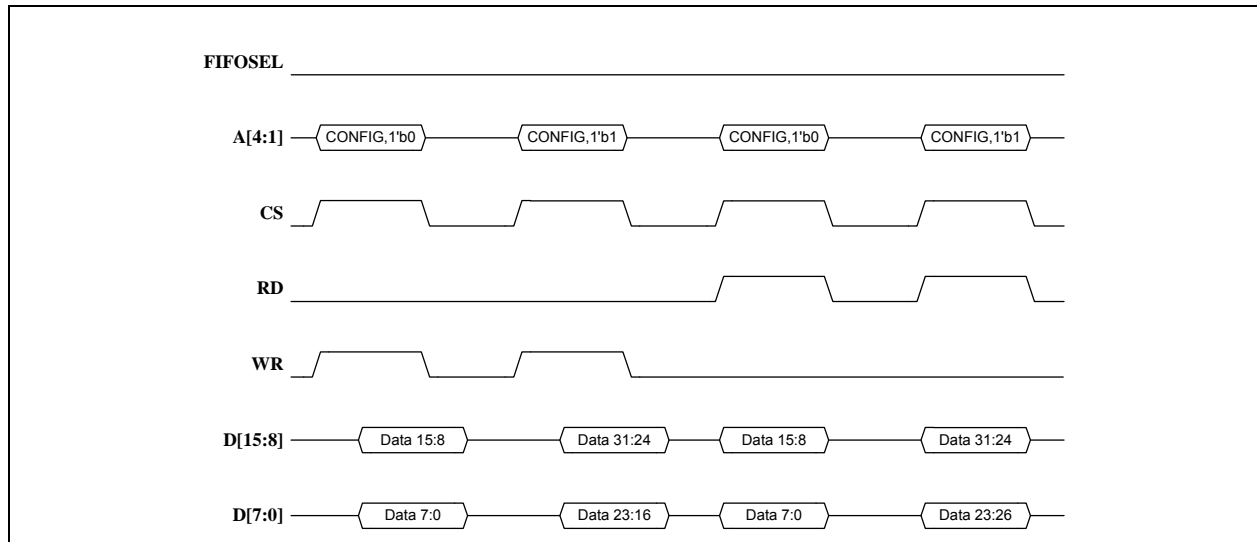 FIFOSEL
A[4:1] CONFIG,1'b0 CONFIG,1'b1 CONFIG,1'b0 CONFIG,1'b1
CS
RD
WR
D[15:8] Data 15:8 Data 31:24 Data 15:8 Data 31:24
D[7:0] Data 7:0 Data 23:16 Data 7:0 Data 23:26